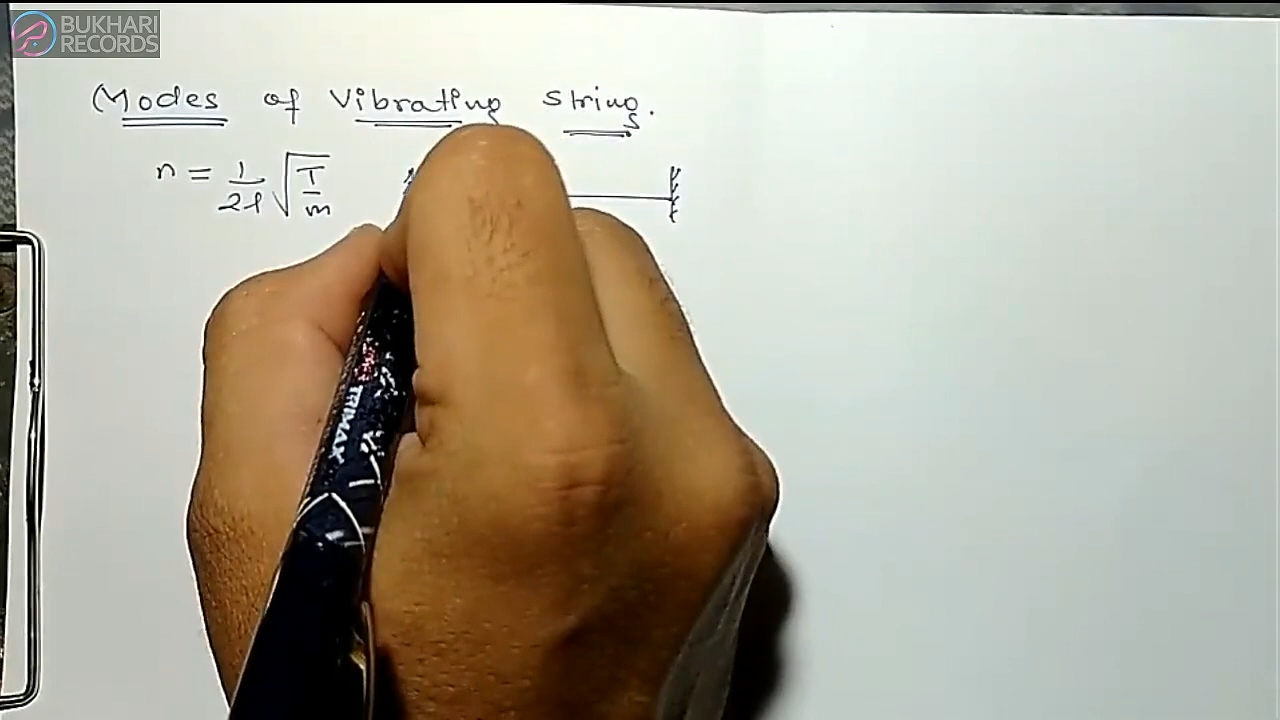 BUKHARI
RECORDS
Modes of Vibrating String.
n = 1/2l √T/m
TRIMAX